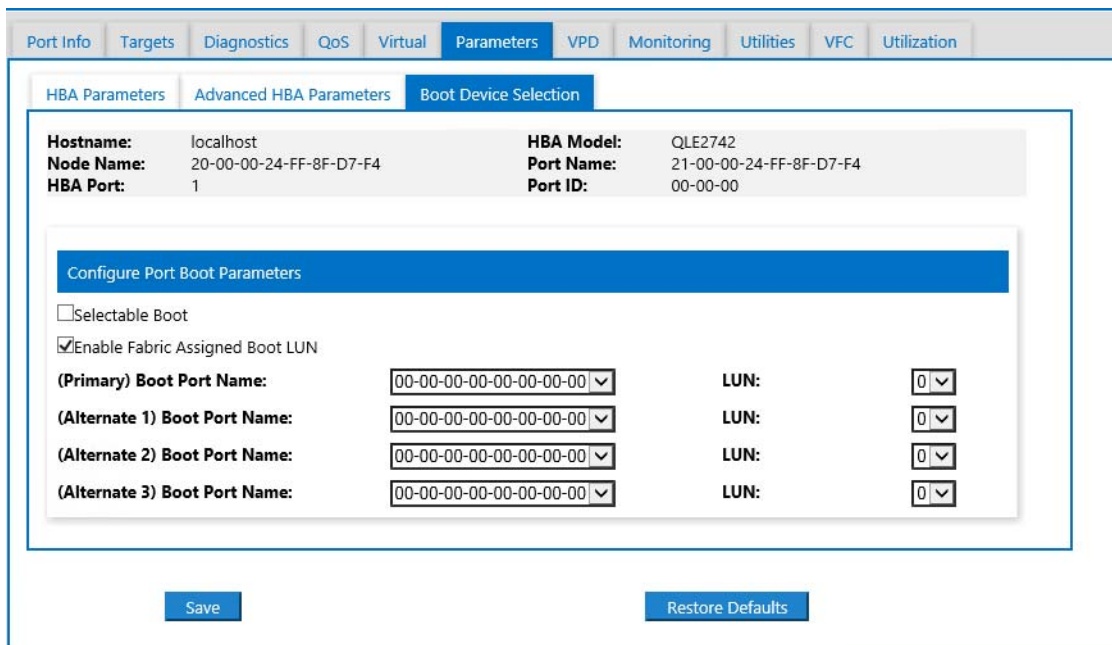 Port Info Targets Diagnostics QoS Virtual Parameters VPD Monitoring Utilities VFC Utilization
HBA Parameters Advanced HBA Parameters Boot Device Selection
Hostname: localhost HBA Model: QLE2742
Node Name: 20-00-00-24-FF-8F-D7-F4 Port Name: 21-00-00-24-FF-8F-D7-F4
HBA Port: 1 Port ID: 00-00-00
Configure Port Boot Parameters
Selectable Boot
Enable Fabric Assigned Boot LUN
(Primary) Boot Port Name: 00-00-00-00-00-00-00-00 LUN: 0
(Alternate 1) Boot Port Name: 00-00-00-00-00-00-00-00 LUN: 0
(Alternate 2) Boot Port Name: 00-00-00-00-00-00-00-00 LUN: 0
(Alternate 3) Boot Port Name: 00-00-00-00-00-00-00-00 LUN: 0
Save Restore Defaults